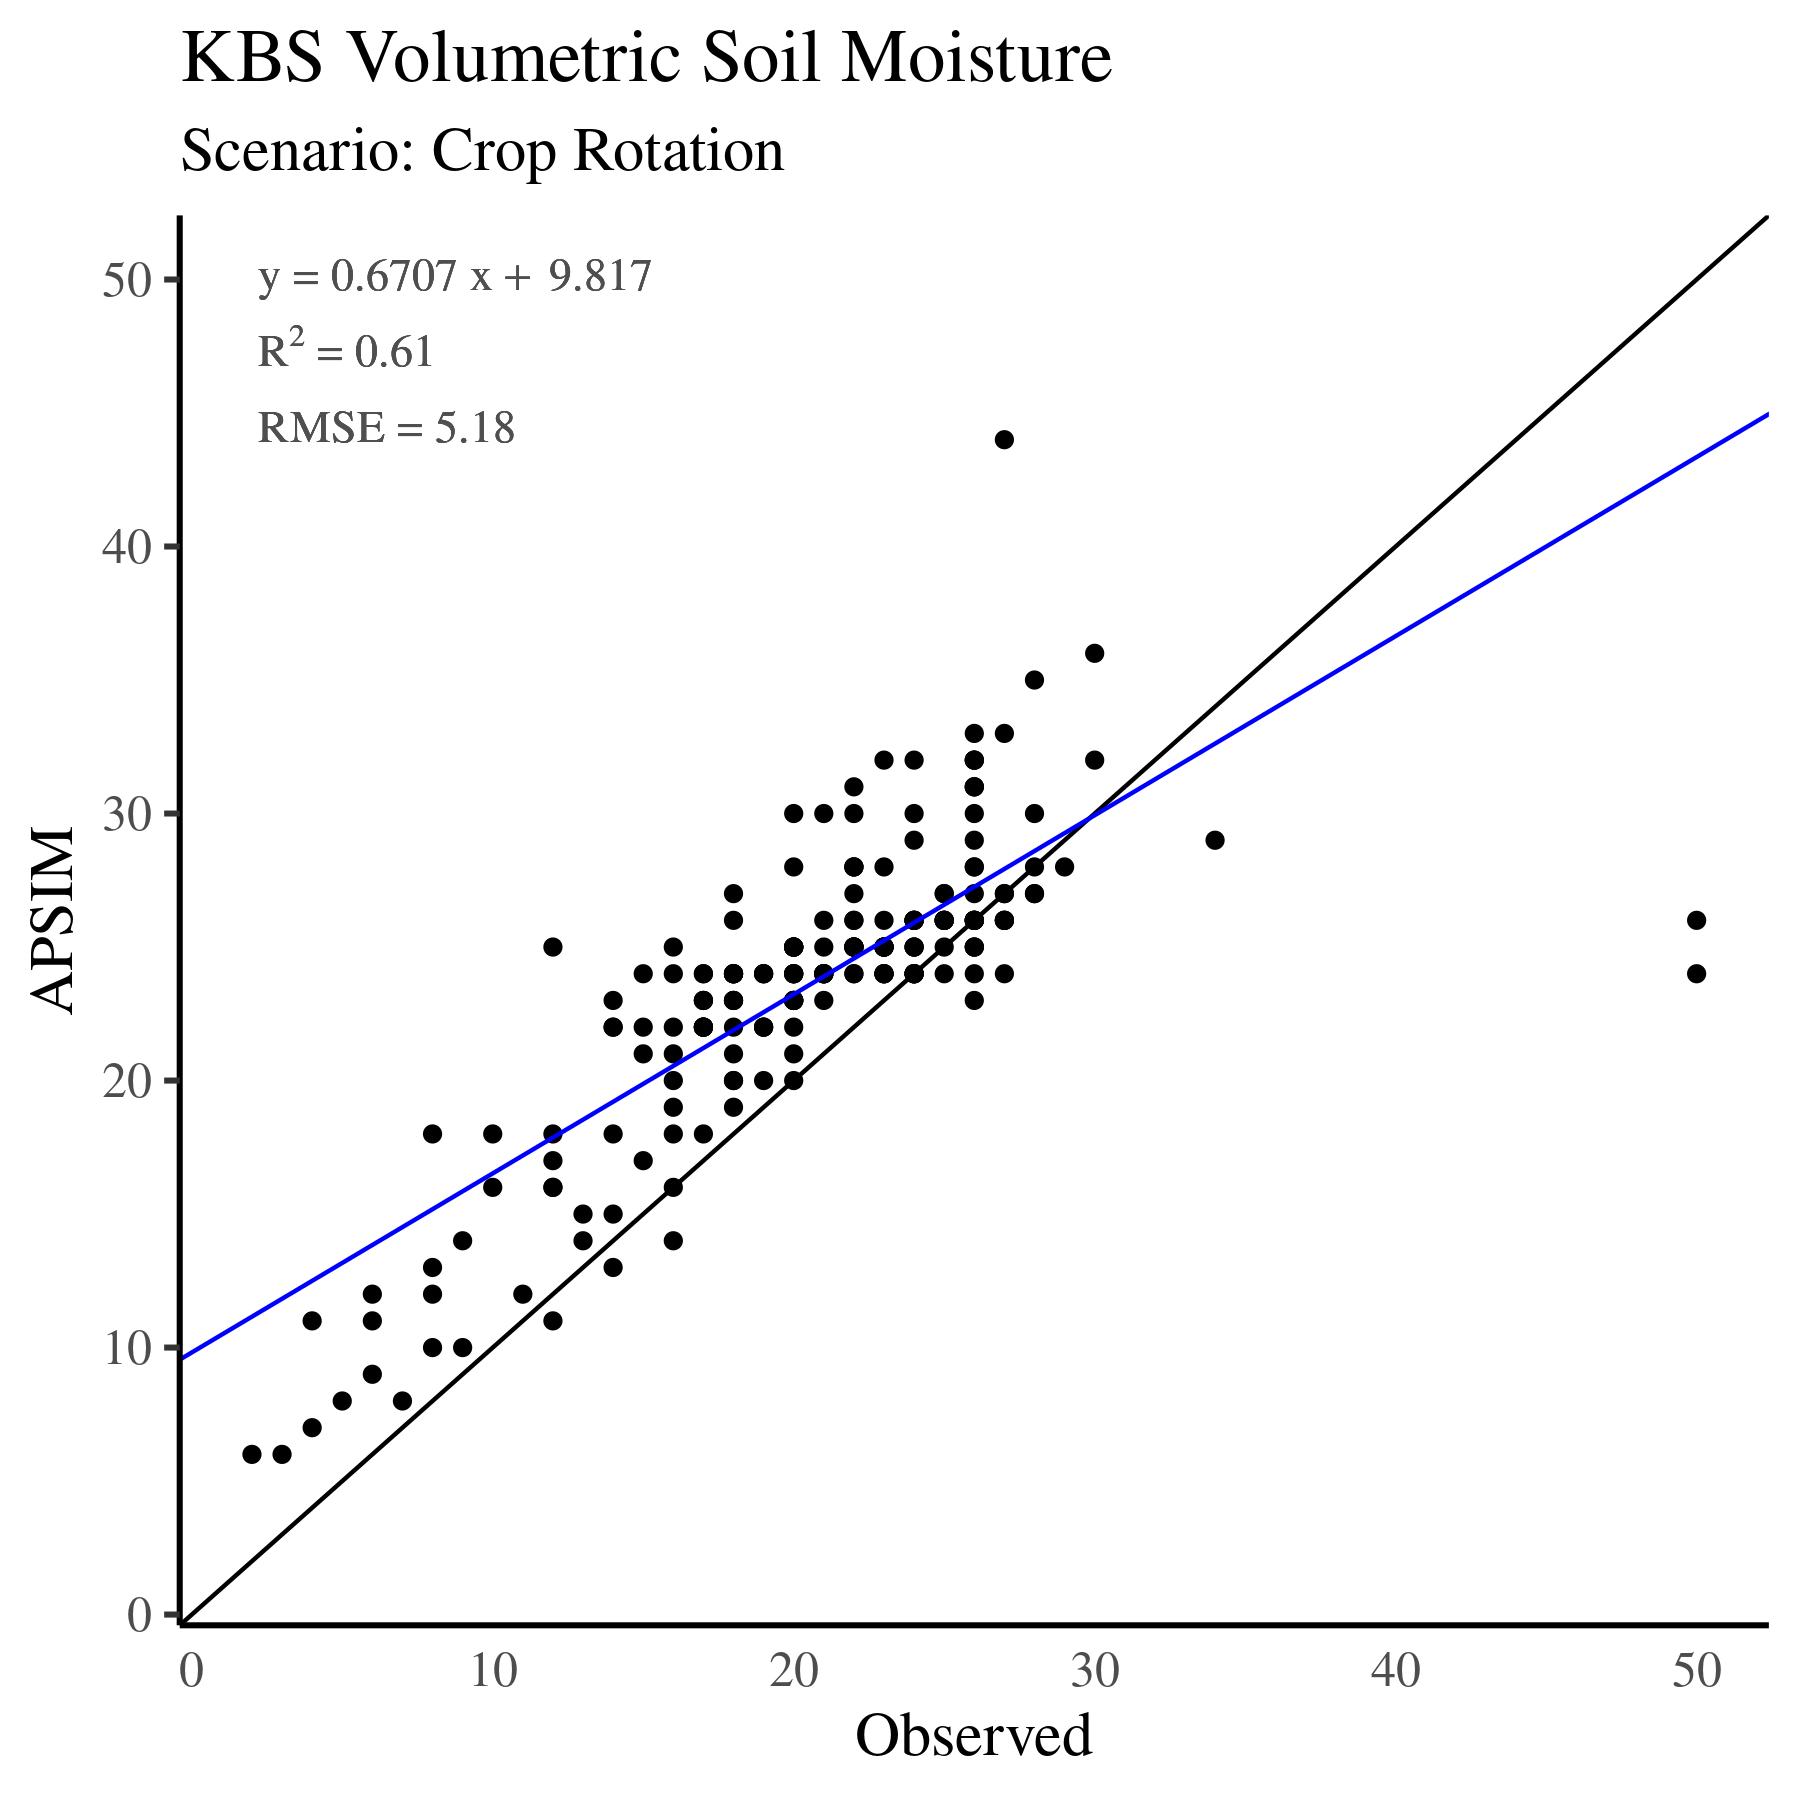 KBS Volumetric Soil Moisture
Scenario: Crop Rotation
y = 0.6707 x + 9.817
R² = 0.61
RMSE = 5.18
50
40
30
20
10
0
APSIM
0 10 20 30 40 50
Observed